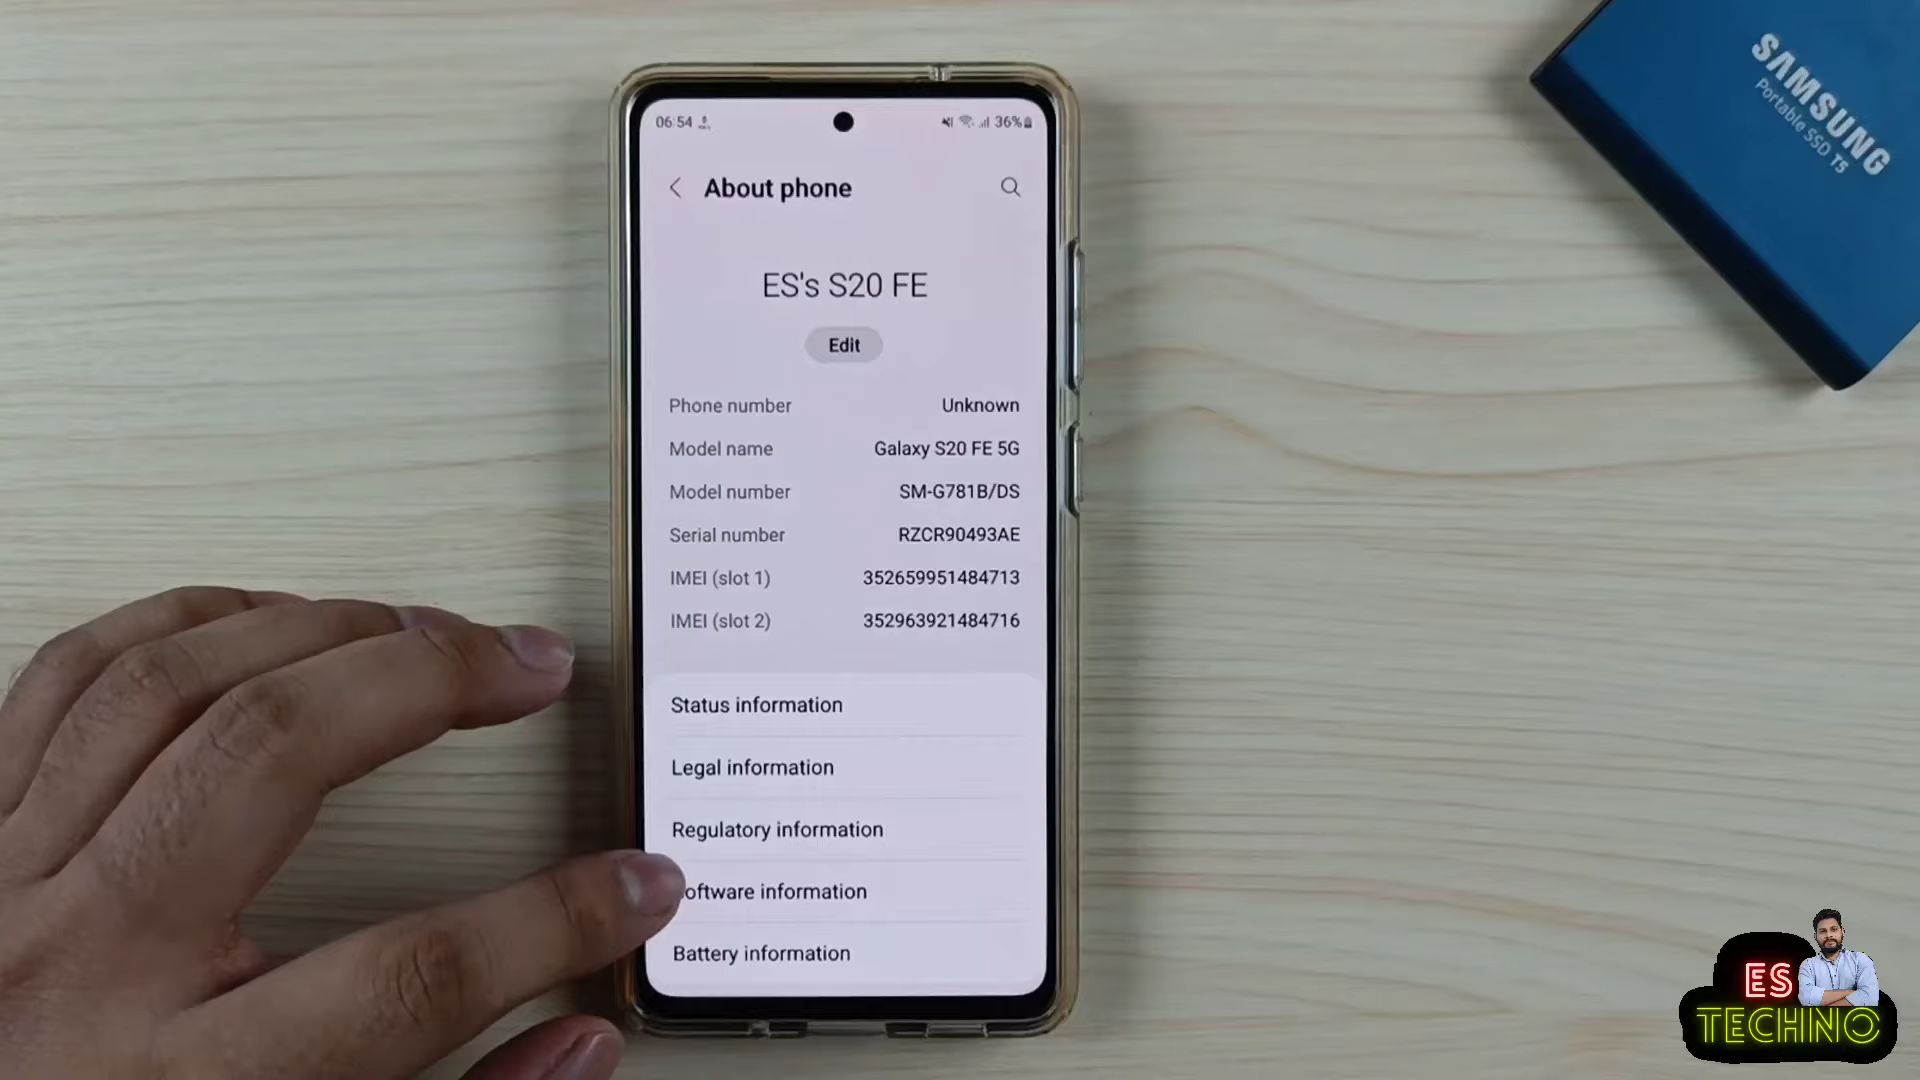 SAMSUNG
Portable SSD T5
06:54
36%
About phone
ES's S20 FE
Edit
Phone number Unknown
Model name Galaxy S20 FE 5G
Model number SM-G781B/DS
Serial number RZCR90493AE
IMEI (slot 1) 352659951484713
IMEI (slot 2) 352963921484716
Status information
Legal information
Regulatory information
oftware information
Battery information
ES
TECHNO